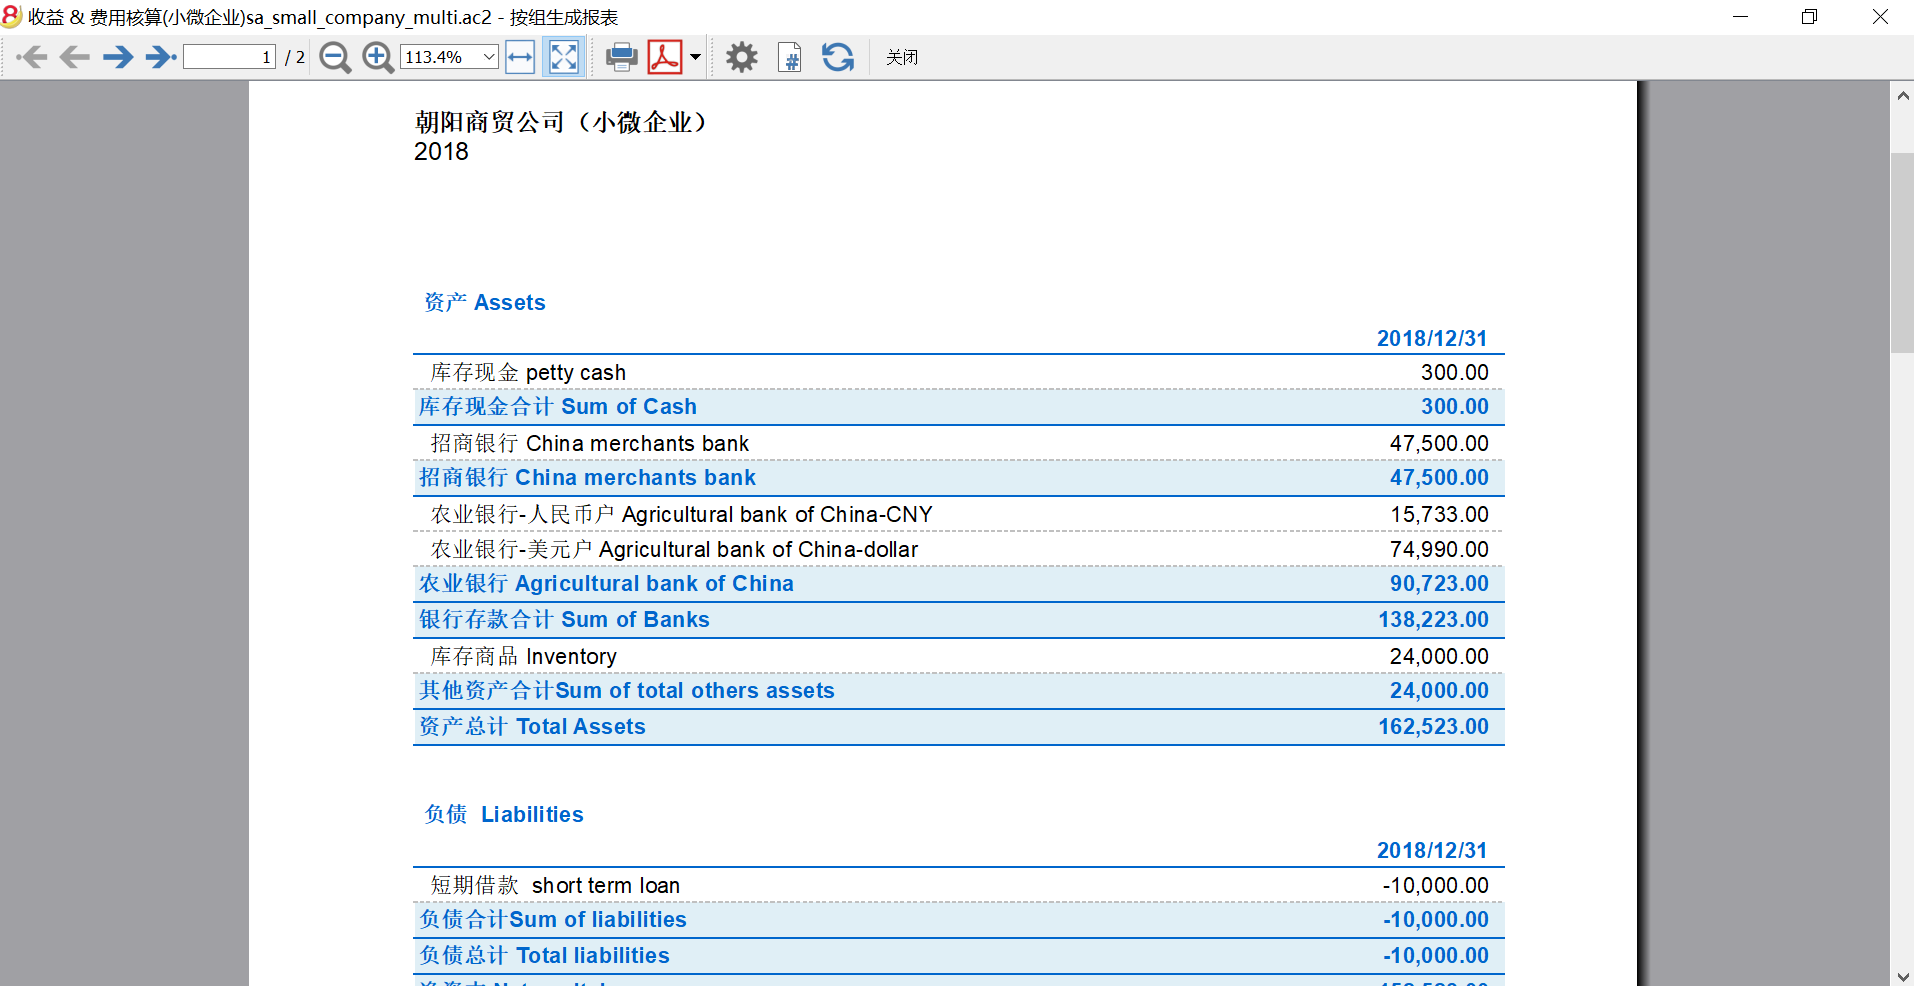 收益 & 费用核算(小微企业)sa_small_company_multi.ac2 - 按组生成报表
1 / 2 113.4% 关闭
朝阳商贸公司（小微企业）
2018
资产 Assets
2018/12/31
库存现金 petty cash 300.00
库存现金合计 Sum of Cash 300.00
招商银行 China merchants bank 47,500.00
招商银行 China merchants bank 47,500.00
农业银行-人民币户 Agricultural bank of China-CNY 15,733.00
农业银行-美元户 Agricultural bank of China-dollar 74,990.00
农业银行 Agricultural bank of China 90,723.00
银行存款合计 Sum of Banks 138,223.00
库存商品 Inventory 24,000.00
其他资产合计Sum of total others assets 24,000.00
资产总计 Total Assets 162,523.00
负债 Liabilities
2018/12/31
短期借款 short term loan -10,000.00
负债合计Sum of liabilities -10,000.00
负债总计 Total liabilities -10,000.00